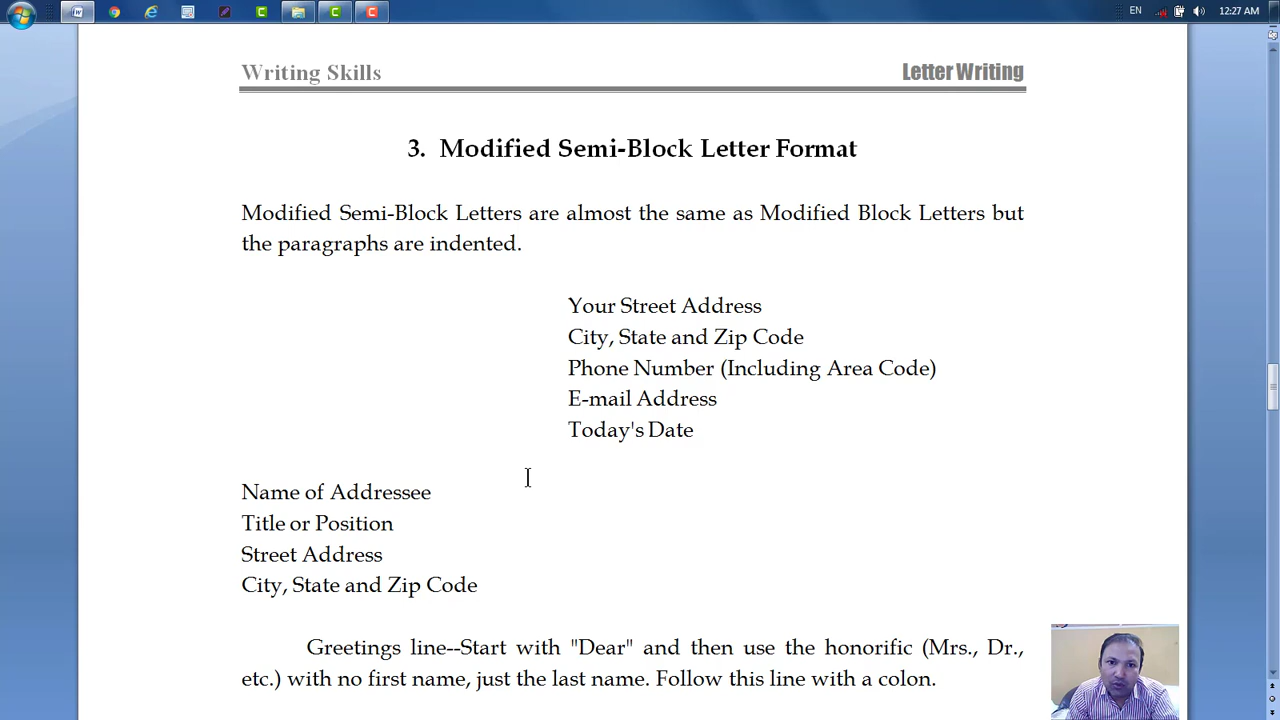 EN
12:27 AM
Writing Skills
Letter Writing
3. Modified Semi-Block Letter Format
Modified Semi-Block Letters are almost the same as Modified Block Letters but
the paragraphs are indented.
Your Street Address
City, State and Zip Code
Phone Number (Including Area Code)
E-mail Address
Today's Date
Name of Addressee
Title or Position
Street Address
City, State and Zip Code
Greetings line--Start with "Dear" and then use the honorific (Mrs., Dr.,
etc.) with no first name, just the last name. Follow this line with a colon.